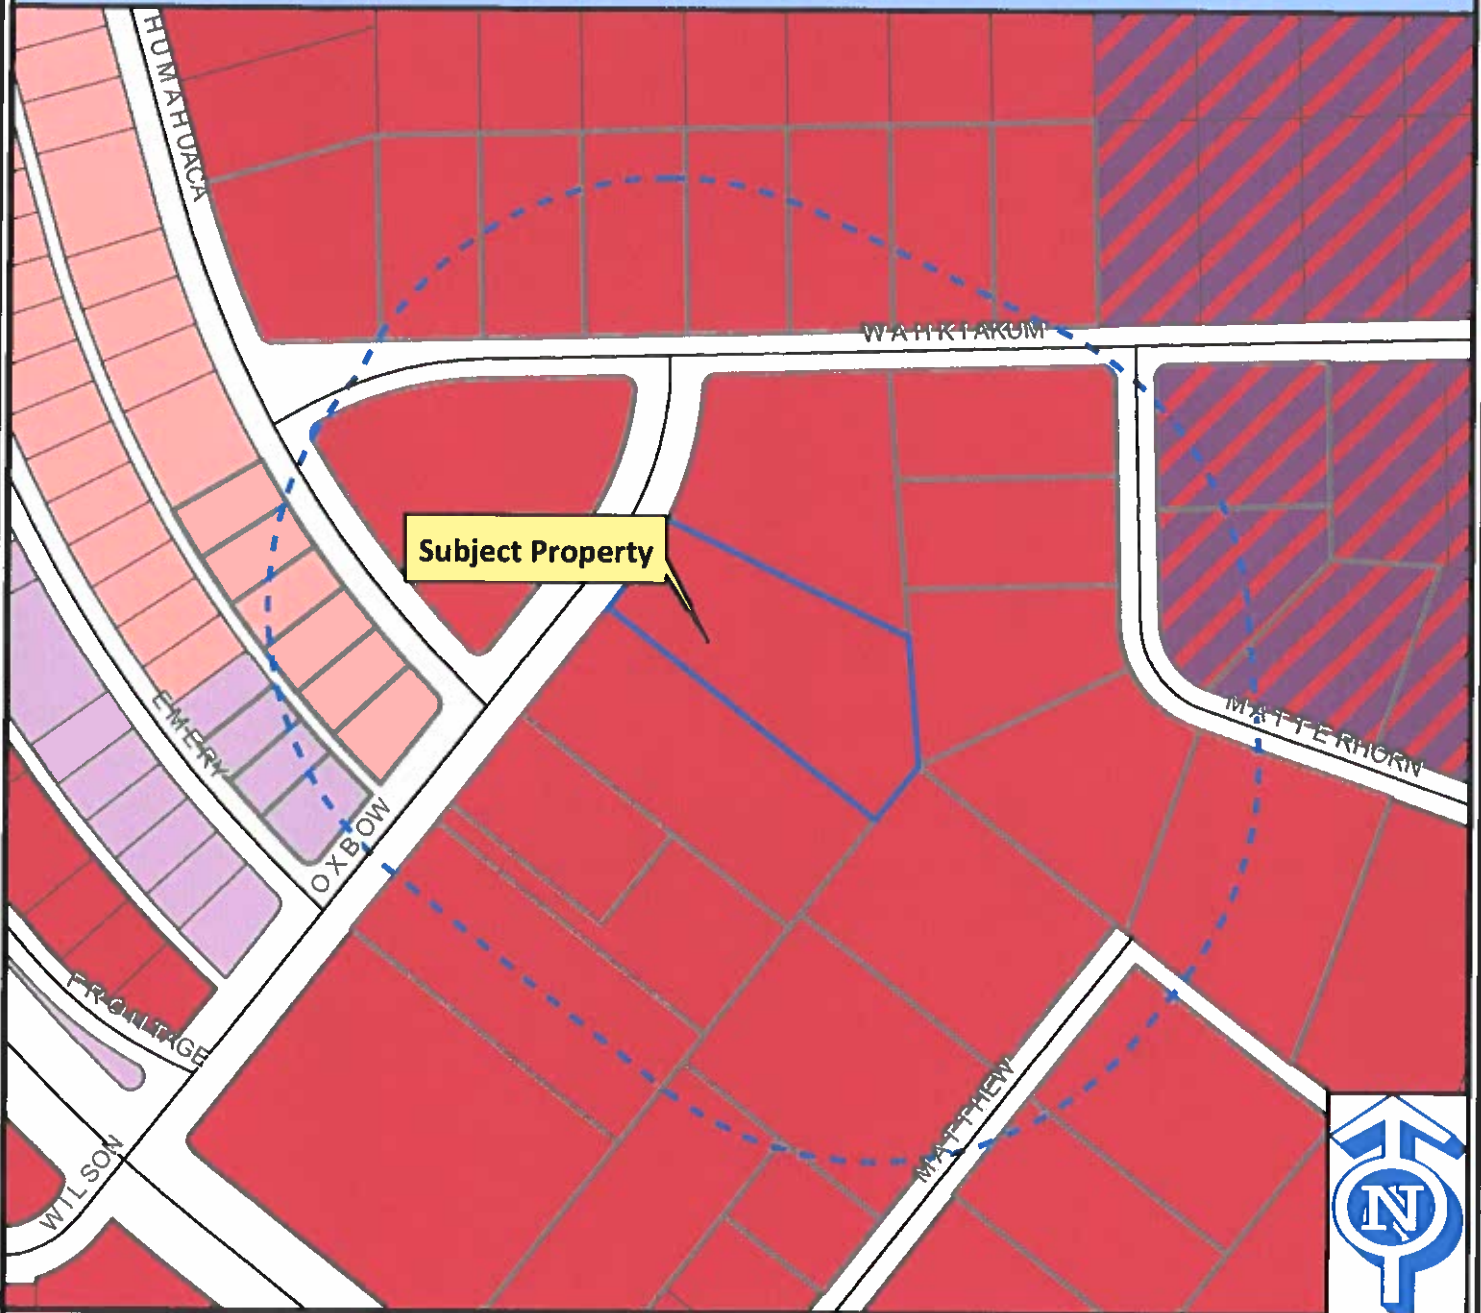 HUMAHUACA
WAHKIAKUM
Subject Property
EMERY
MATTERHORN
OXBOW
FRONTAGE
MATTHEW
WILSON
N